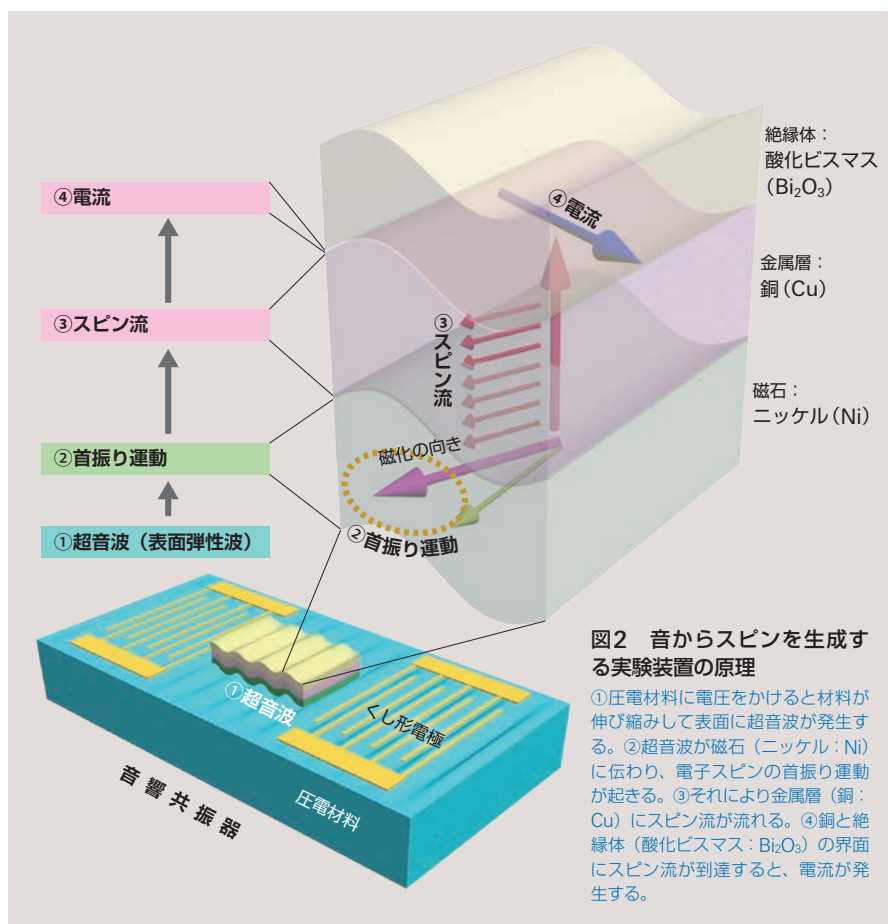 ④電流
③スピン流
②首振り運動
①超音波（表面弾性波）
絶縁体：
酸化ビスマス
（Bi₂O₃）
金属層：
銅（Cu）
磁石：
ニッケル（Ni）
④電流
③スピン流
磁化の向き
②首振り運動
①超音波
くし形電極
圧電材料
音響共振器
図2　音からスピンを生成す
る実験装置の原理
①圧電材料に電圧をかけると材料が
伸び縮みして表面に超音波が発生す
る。②超音波が磁石（ニッケル：Ni）
に伝わり、電子スピンの首振り運動
が起きる。③それにより金属層（銅：
Cu）にスピン流が流れる。④銅と絶
縁体（酸化ビスマス：Bi₂O₃）の界面
にスピン流が到達すると、電流が発
生する。